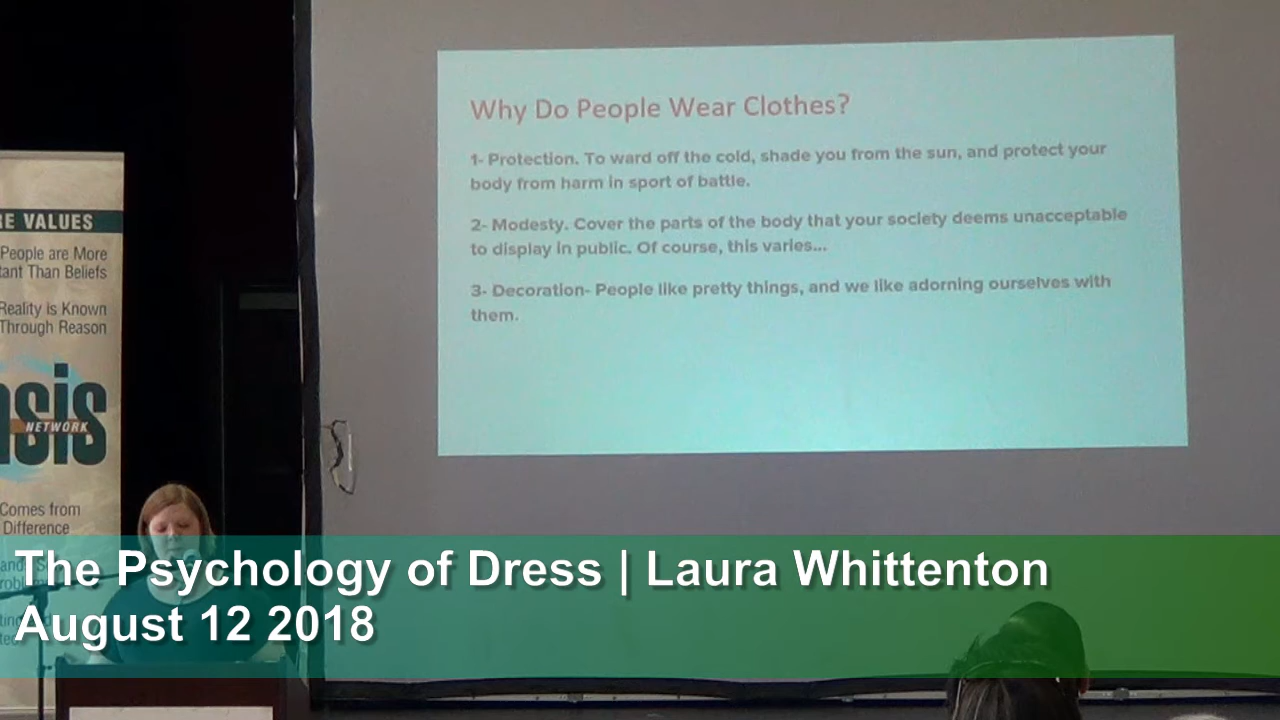 Why Do People Wear Clothes?
1- Protection. To ward off the cold, shade you from the sun, and protect your
body from harm in sport of battle.
2- Modesty. Cover the parts of the body that your society deems unacceptable
to display in public. Of course, this varies...
3- Decoration- People like pretty things, and we like adorning ourselves with
them.
RE VALUES
People are More
tant Than Beliefs
Reality is Known
Through Reason
asis
NETWORK
Comes from
Difference
The Psychology of Dress | Laura Whittenton
August 12 2018